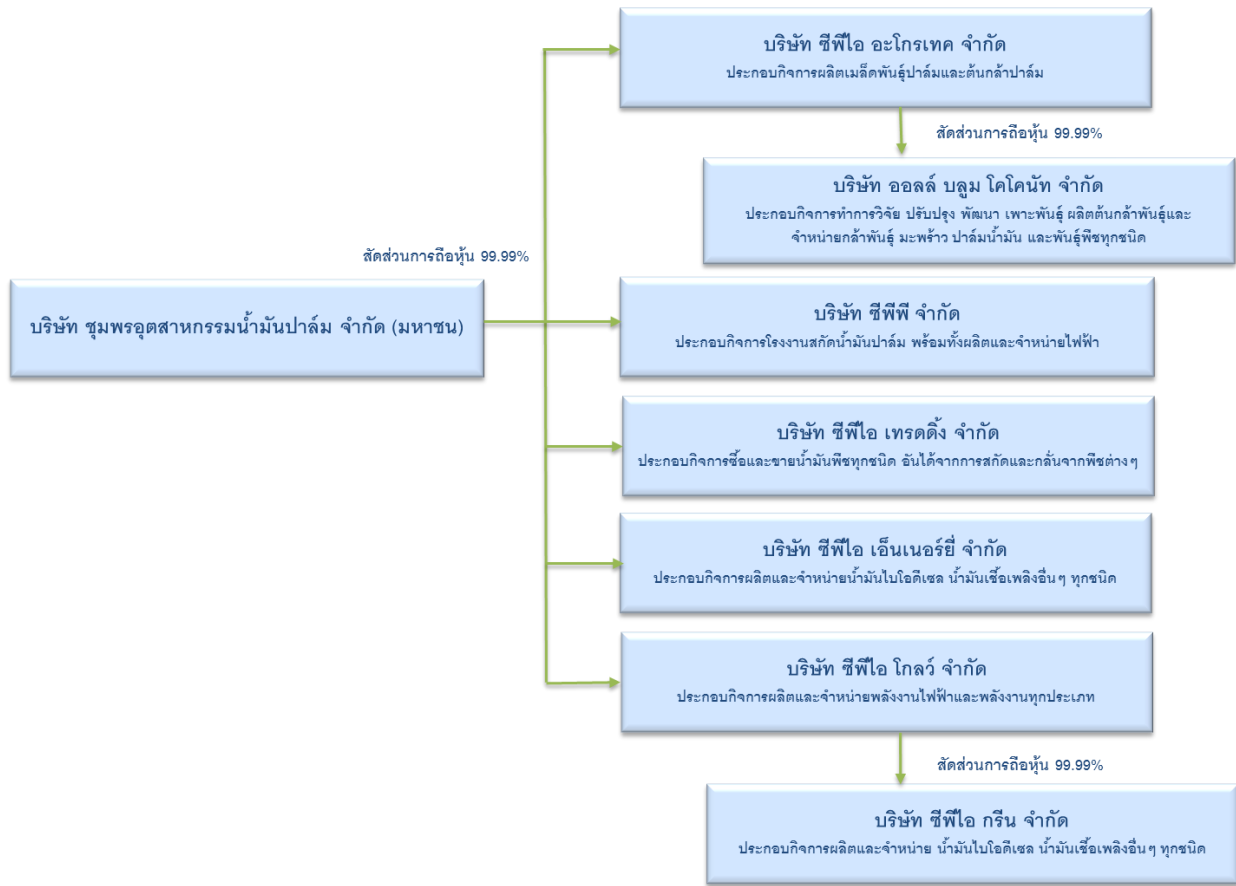 บริษัท ซีพีไอ อะโกรเทค จำกัด
ประกอบกิจการผลิตเมล็ดพันธุ์ปาล์มและต้นกล้าปาล์ม
สัดส่วนการถือหุ้น 99.99%
บริษัท ออลล์ บลูม โคโคนัท จำกัด
ประกอบกิจการทำการวิจัย ปรับปรุง พัฒนา เพาะพันธุ์ ผลิตต้นกล้าพันธุ์และ
จำหน่ายกล้าพันธุ์ มะพร้าว ปาล์มน้ำมัน และพันธุ์พืชทุกชนิด
สัดส่วนการถือหุ้น 99.99%
บริษัท ชุมพรอุตสาหกรรมน้ำมันปาล์ม จำกัด (มหาชน)
บริษัท ซีพีพี จำกัด
ประกอบกิจการโรงงานสกัดน้ำมันปาล์ม พร้อมทั้งผลิตและจำหน่ายไฟฟ้า
บริษัท ซีพีไอ เทรดดิ้ง จำกัด
ประกอบกิจการซื้อและขายน้ำมันพืชทุกชนิด อันได้จากการสกัดและกลั่นจากพืชต่างๆ
บริษัท ซีพีไอ เอ็นเนอร์ยี่ จำกัด
ประกอบกิจการผลิตและจำหน่ายน้ำมันไบโอดีเซล น้ำมันเชื้อเพลิงอื่นๆ ทุกชนิด
บริษัท ซีพีไอ โกลว์ จำกัด
ประกอบกิจการผลิตและจำหน่ายพลังงานไฟฟ้าและพลังงานทุกประเภท
สัดส่วนการถือหุ้น 99.99%
บริษัท ซีพีไอ กรีน จำกัด
ประกอบกิจการผลิตและจำหน่าย น้ำมันไบโอดีเซล น้ำมันเชื้อเพลิงอื่นๆ ทุกชนิด